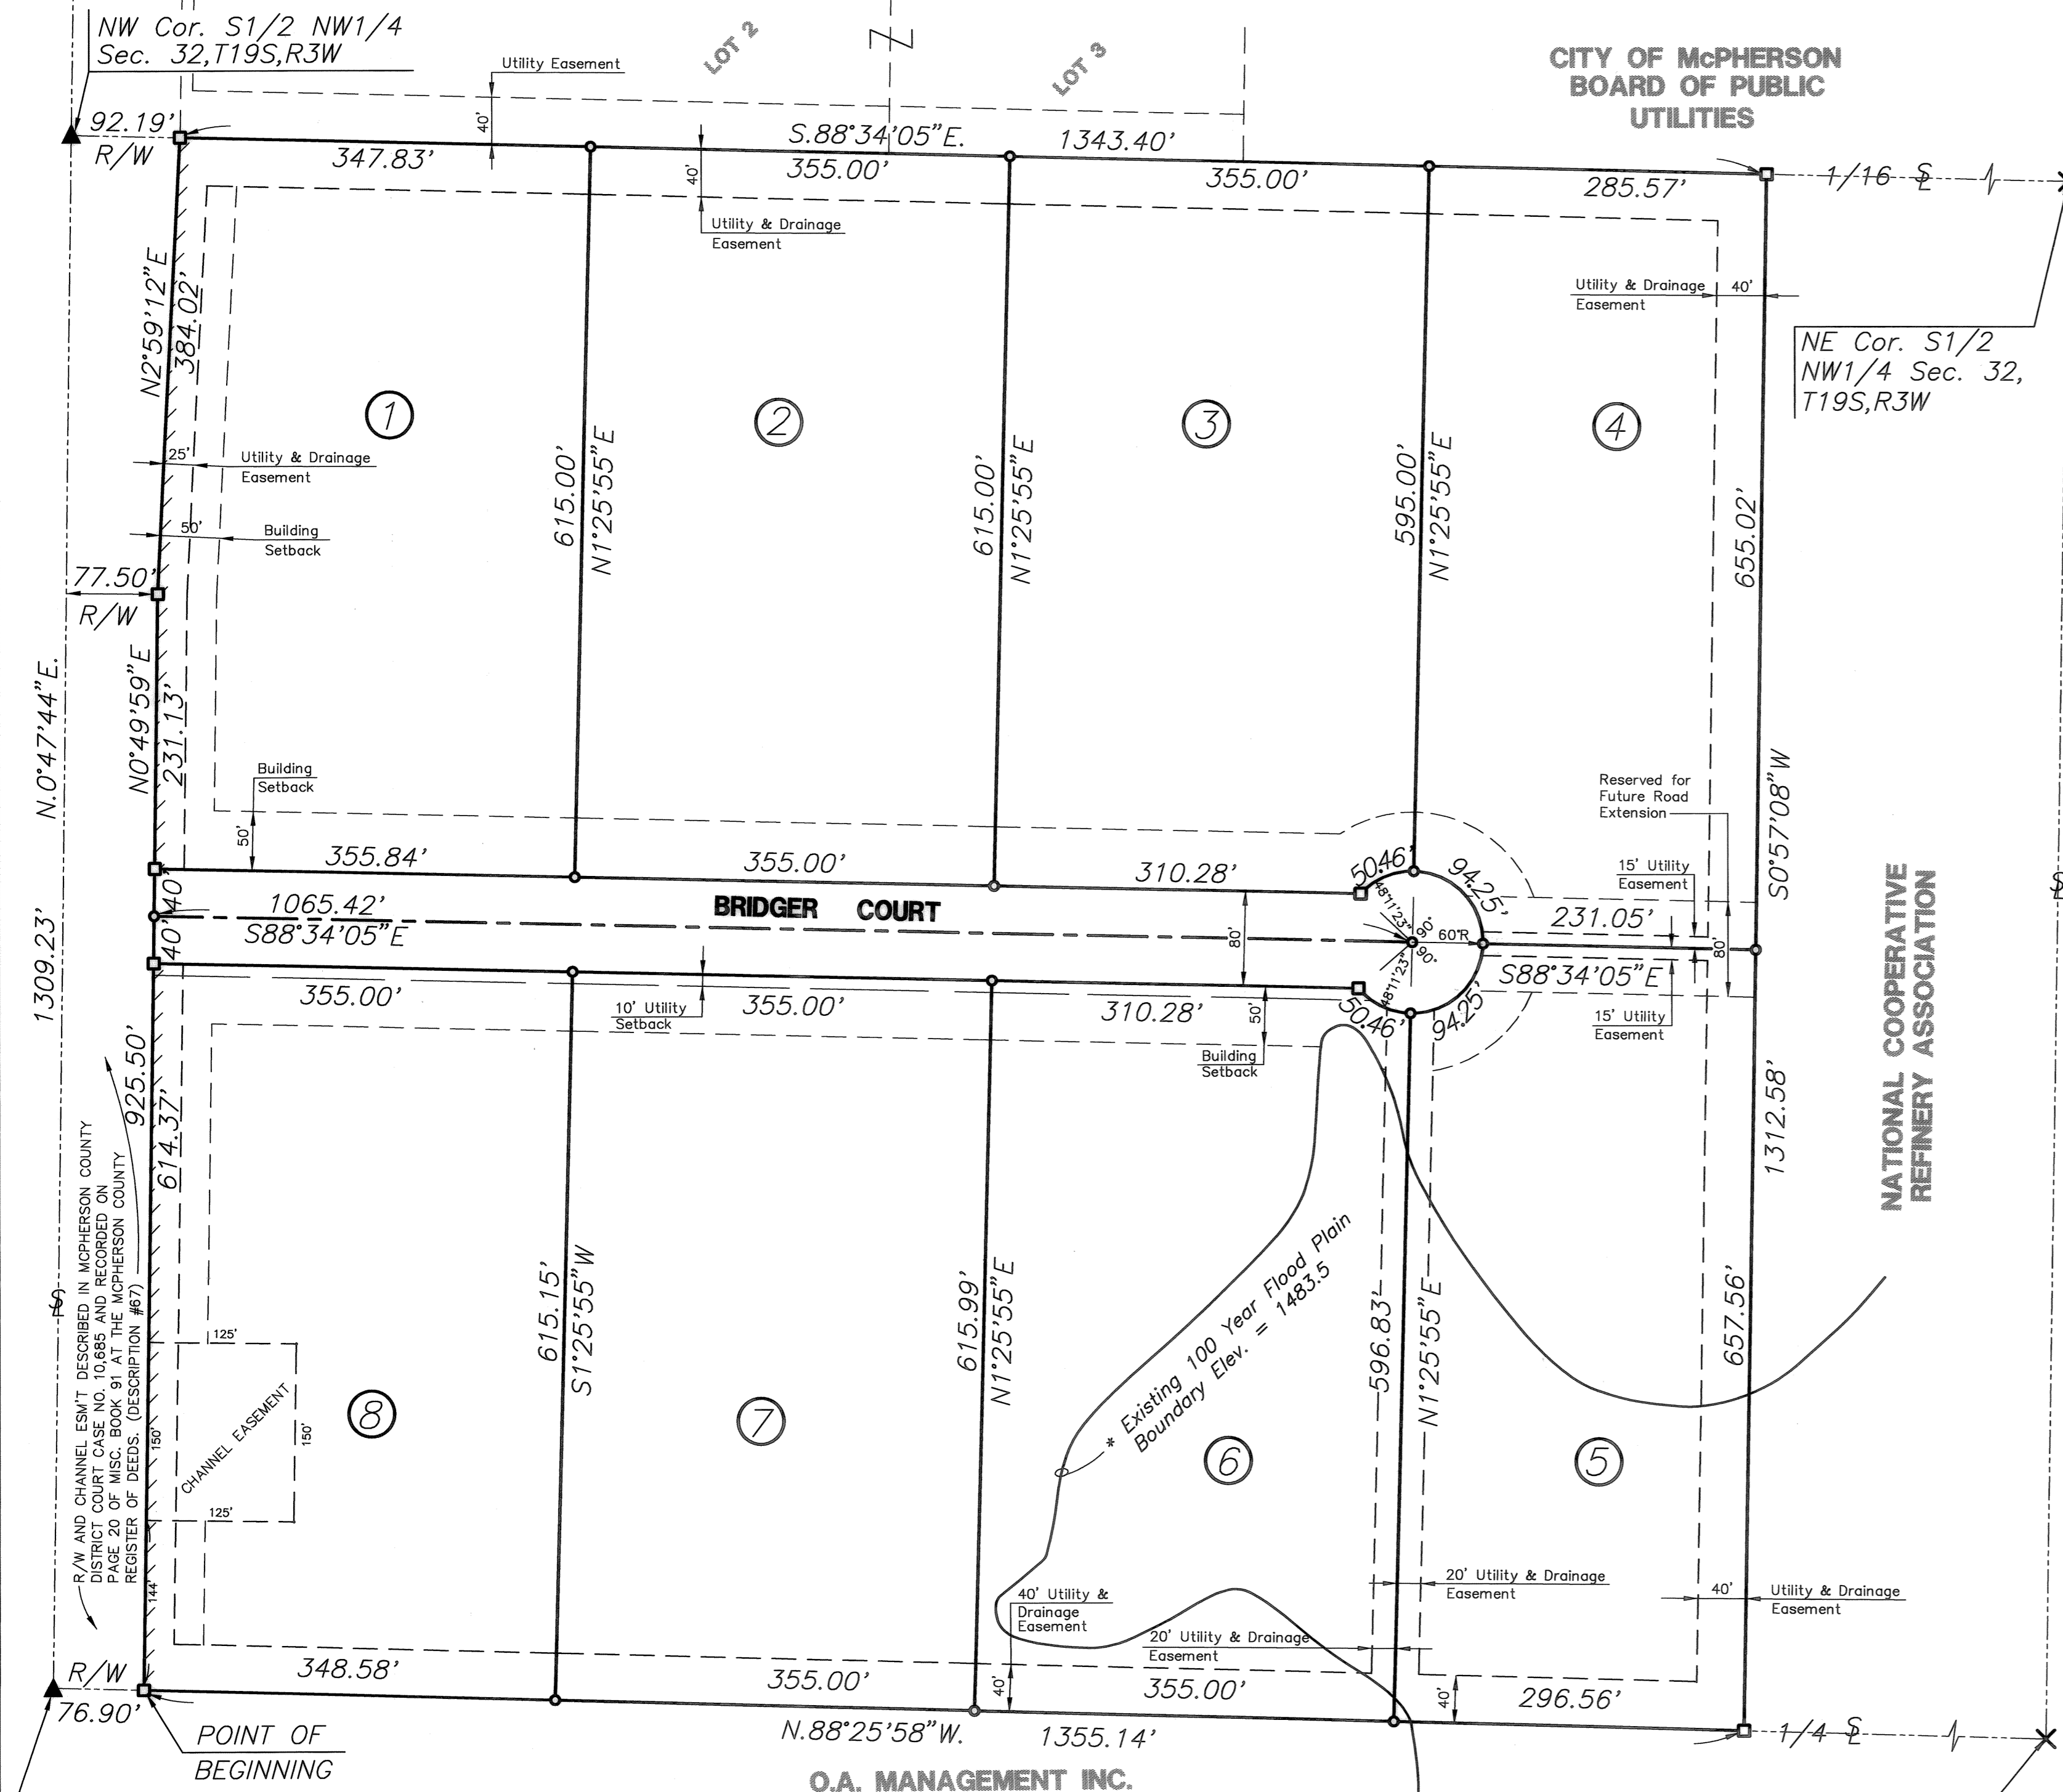 NW Cor. S1/2 NW1/4
Sec. 32,T19S,R3W
Utility Easement
LOT 2
LOT 3
CITY OF McPHERSON
BOARD OF PUBLIC
UTILITIES
92.19'
R/W
40'
S.88°34'05"E.
1343.40'
347.83'
40'
355.00'
355.00'
285.57'
1/16
Utility & Drainage
Easement
Utility & Drainage
Easement
40'
NE Cor. S1/2
NW1/4 Sec. 32,
T19S,R3W
N2°59'12"E
384.02'
1
2
3
4
25'
Utility & Drainage
Easement
50'
Building
Setback
615.00'
N1°25'55"E
615.00'
N1°25'55"E
595.00'
N1°25'55"E
655.02'
77.50'
R/W
N.0°47'44"E.
1309.23'
N0°49'59"E
231.13'
Building
Setback
50'
Reserved for
Future Road
Extension
S0°57'08"W
1312.58'
355.84'
355.00'
310.28'
50.46'
94.25'
15' Utility
Easement
231.05'
40'
40'
1065.42'
S88°34'05"E
BRIDGER COURT
80'
48°11'23"
90°
60'R
90°
48°11'23"
80'
S88°34'05"E
355.00'
10' Utility
Setback
355.00'
310.28'
50'
50.46'
94.25'
15' Utility
Easement
Building
Setback
NATIONAL COOPERATIVE
REFINERY ASSOCIATION
925.50'
614.37'
R/W AND CHANNEL ESM'T DESCRIBED IN MCPHERSON COUNTY
DISTRICT COURT CASE NO. 10,685 AND RECORDED ON
PAGE 20 OF MISC. BOOK 91 AT THE MCPHERSON COUNTY
REGISTER OF DEEDS. (DESCRIPTION #67)
125'
CHANNEL EASEMENT
150'
150'
125'
144'
615.15'
S1°25'55"W
615.99'
N1°25'55"E
* Existing 100 Year Flood Plain
Boundary Elev. = 1483.5
596.83'
N1°25'55"E
657.56'
8
7
6
5
40' Utility &
Drainage
Easement
20' Utility & Drainage
Easement
20' Utility & Drainage
Easement
40'
Utility & Drainage
Easement
R/W
76.90'
348.58'
355.00'
40'
355.00'
40'
296.56'
POINT OF
BEGINNING
N.88°25'58"W.
1355.14'
1/4
O.A. MANAGEMENT INC.